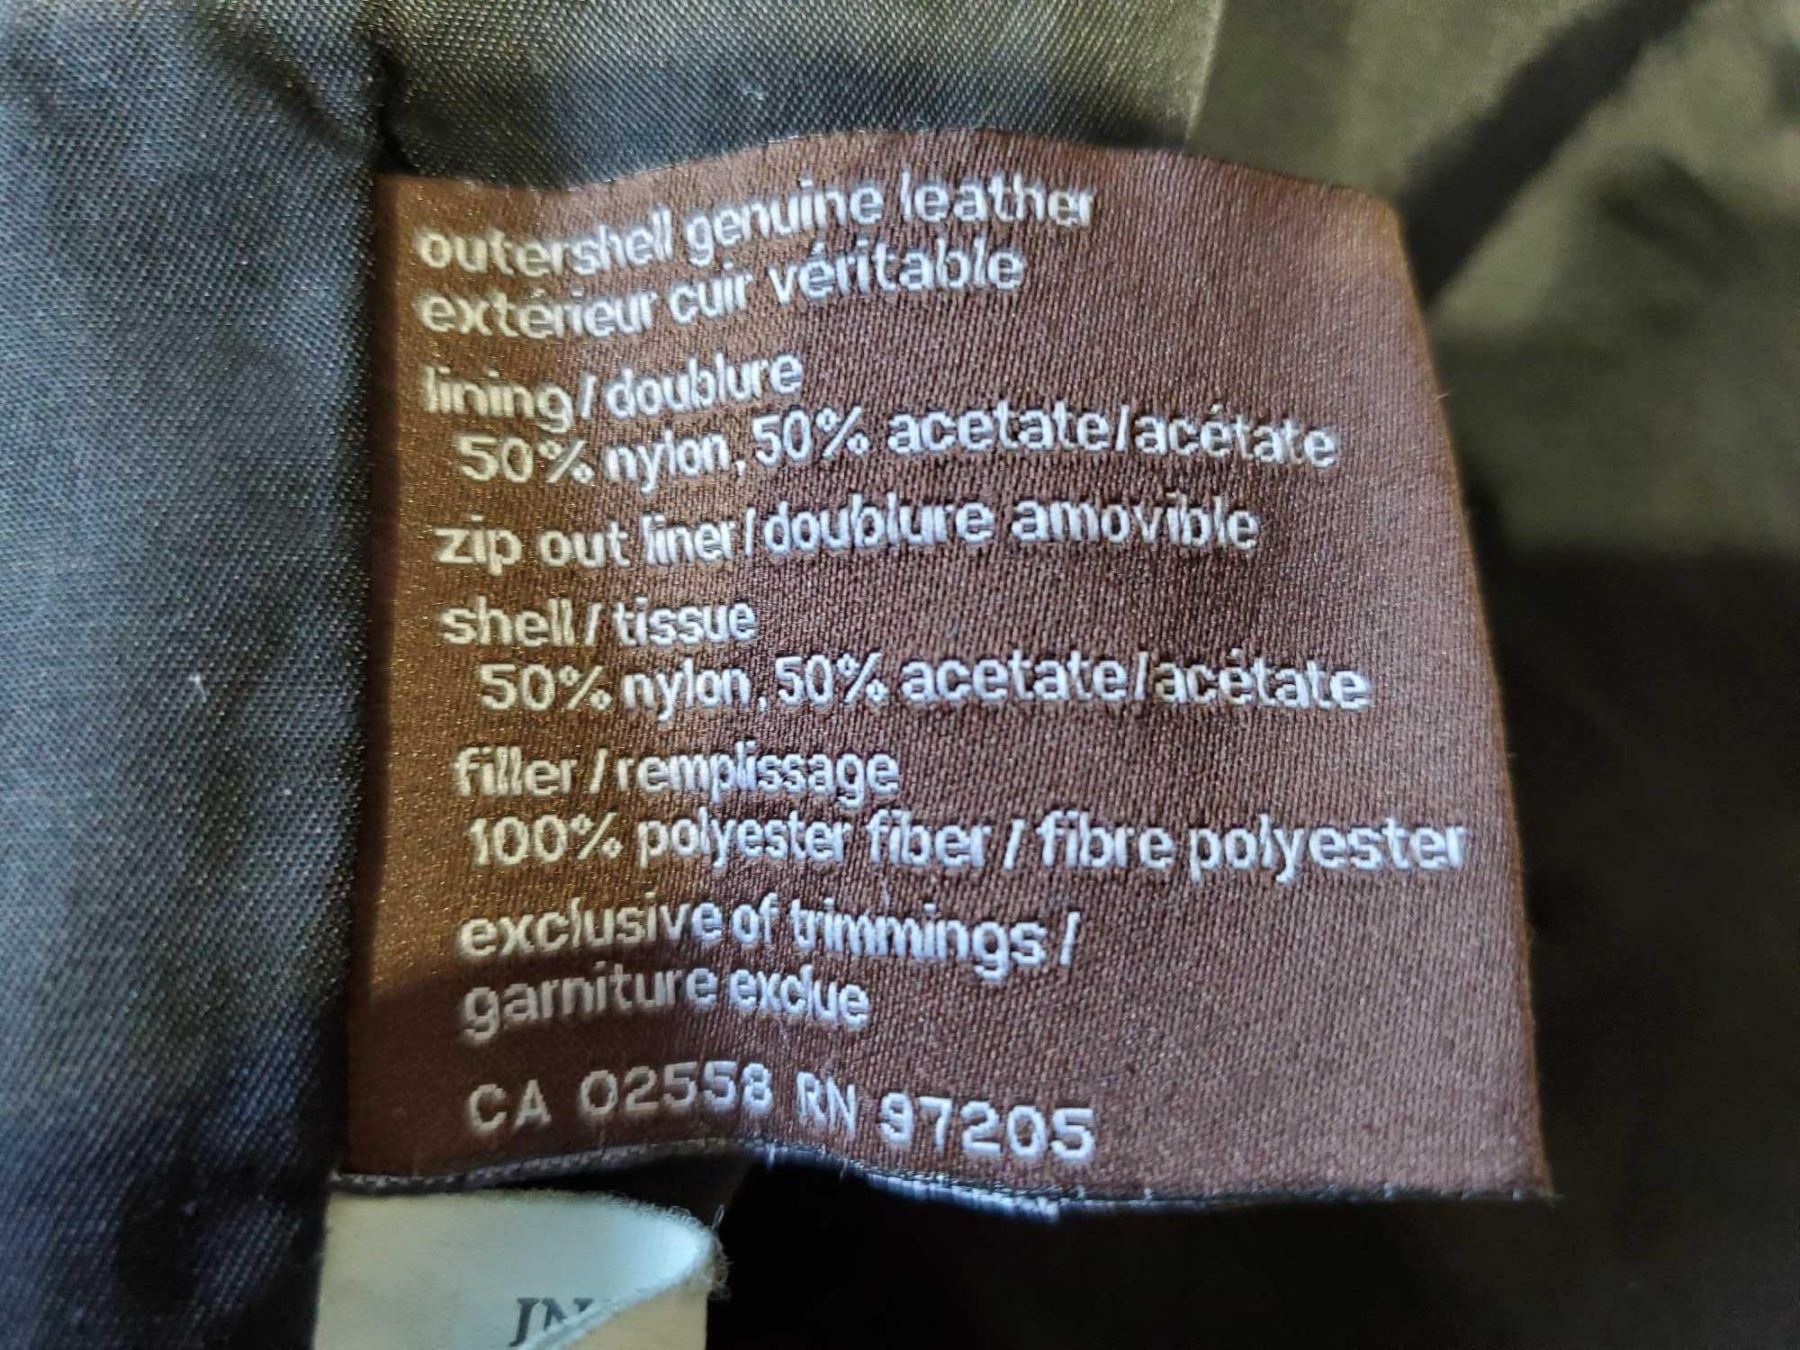 outershell genuine leather
extérieur cuir véritable
lining/doublure
50% nylon, 50% acetate/acétate
zip out liner/doublure amovible
shell/tissue
50% nylon, 50% acetate/acétate
filler/remplissage
100% polyester fiber/fibre polyester
exclusive of trimmings/
garniture exclue
CA 02558 RN 97205